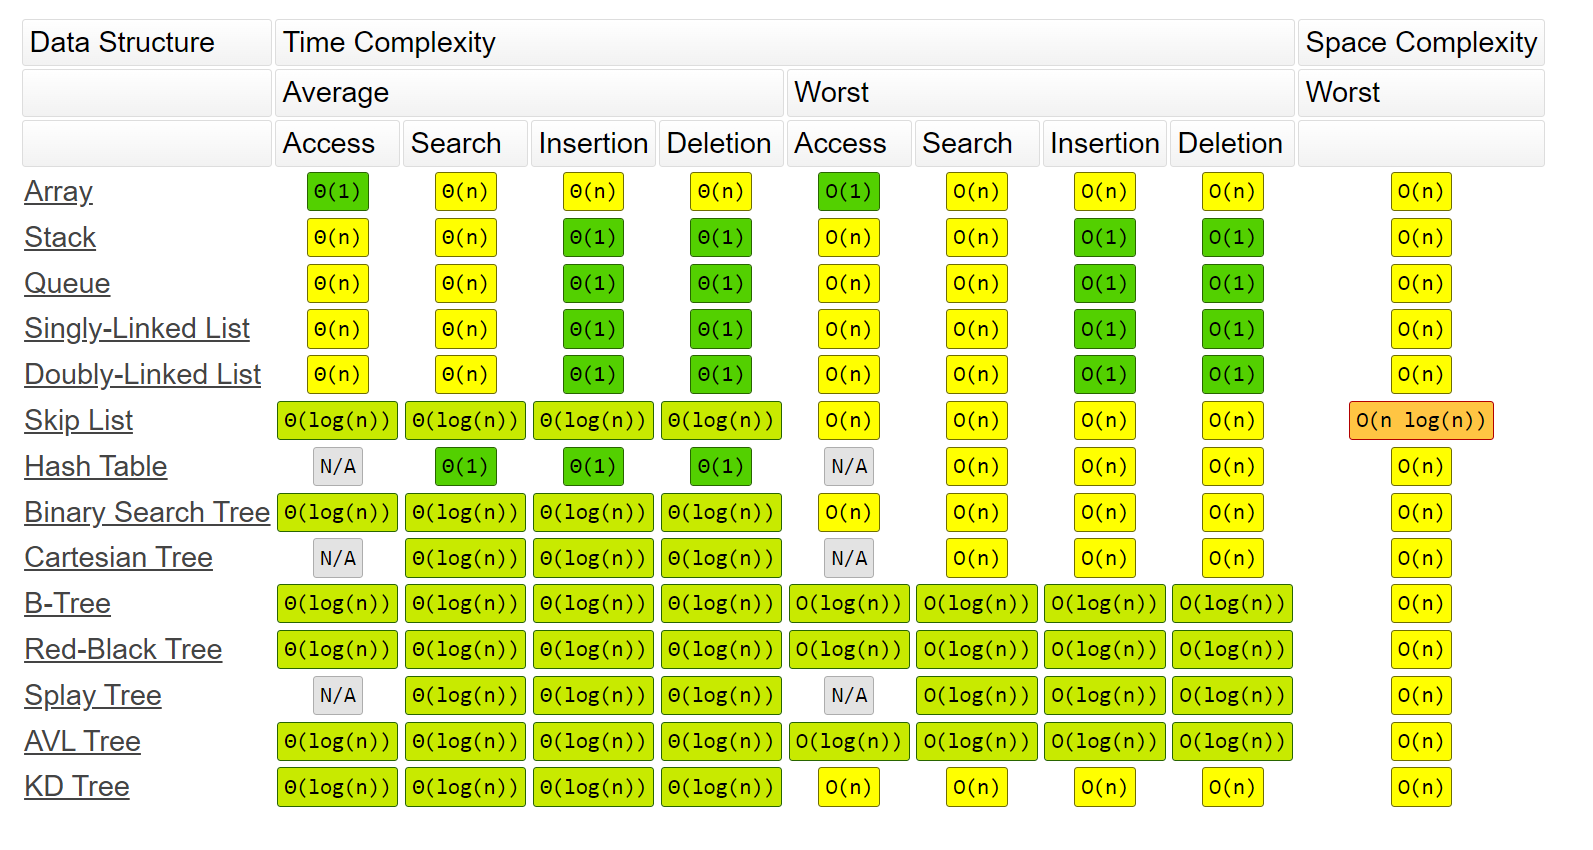 Data Structure Time Complexity Space Complexity
Average Worst Worst
Access Search Insertion Deletion Access Search Insertion Deletion
Array Θ(1) Θ(n) Θ(n) Θ(n) O(1) O(n) O(n) O(n) O(n)
Stack Θ(n) Θ(n) Θ(1) Θ(1) O(n) O(n) O(1) O(1) O(n)
Queue Θ(n) Θ(n) Θ(1) Θ(1) O(n) O(n) O(1) O(1) O(n)
Singly-Linked List Θ(n) Θ(n) Θ(1) Θ(1) O(n) O(n) O(1) O(1) O(n)
Doubly-Linked List Θ(n) Θ(n) Θ(1) Θ(1) O(n) O(n) O(1) O(1) O(n)
Skip List Θ(log(n)) Θ(log(n)) Θ(log(n)) Θ(log(n)) O(n) O(n) O(n) O(n) O(n log(n))
Hash Table N/A Θ(1) Θ(1) Θ(1) N/A O(n) O(n) O(n) O(n)
Binary Search Tree Θ(log(n)) Θ(log(n)) Θ(log(n)) Θ(log(n)) O(n) O(n) O(n) O(n) O(n)
Cartesian Tree N/A Θ(log(n)) Θ(log(n)) Θ(log(n)) N/A O(n) O(n) O(n) O(n)
B-Tree Θ(log(n)) Θ(log(n)) Θ(log(n)) Θ(log(n)) O(log(n)) O(log(n)) O(log(n)) O(log(n)) O(n)
Red-Black Tree Θ(log(n)) Θ(log(n)) Θ(log(n)) Θ(log(n)) O(log(n)) O(log(n)) O(log(n)) O(log(n)) O(n)
Splay Tree N/A Θ(log(n)) Θ(log(n)) Θ(log(n)) N/A O(log(n)) O(log(n)) O(log(n)) O(n)
AVL Tree Θ(log(n)) Θ(log(n)) Θ(log(n)) Θ(log(n)) O(log(n)) O(log(n)) O(log(n)) O(log(n)) O(n)
KD Tree Θ(log(n)) Θ(log(n)) Θ(log(n)) Θ(log(n)) O(n) O(n) O(n) O(n) O(n)